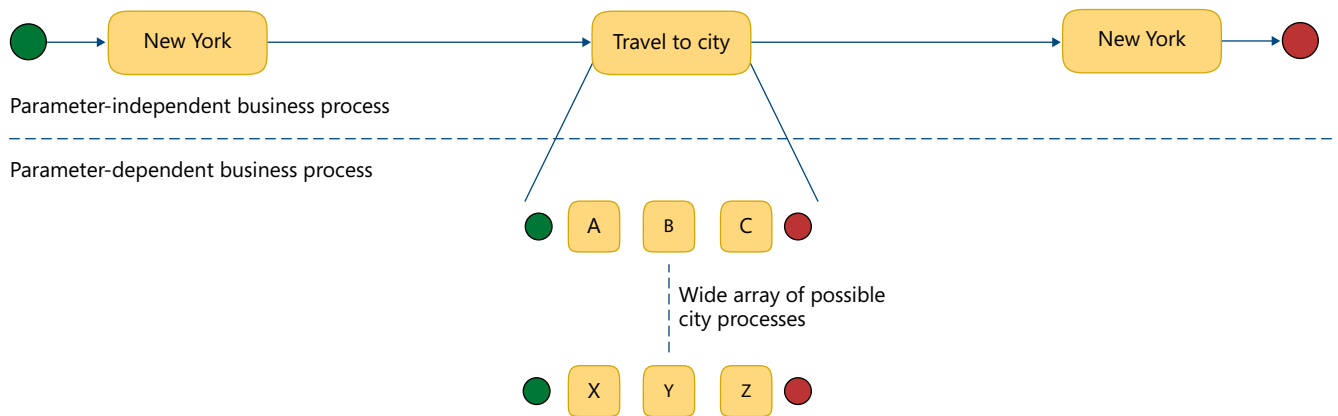 New York
Travel to city
New York
Parameter-independent business process
Parameter-dependent business process
A
B
C
Wide array of possible
city processes
X
Y
Z